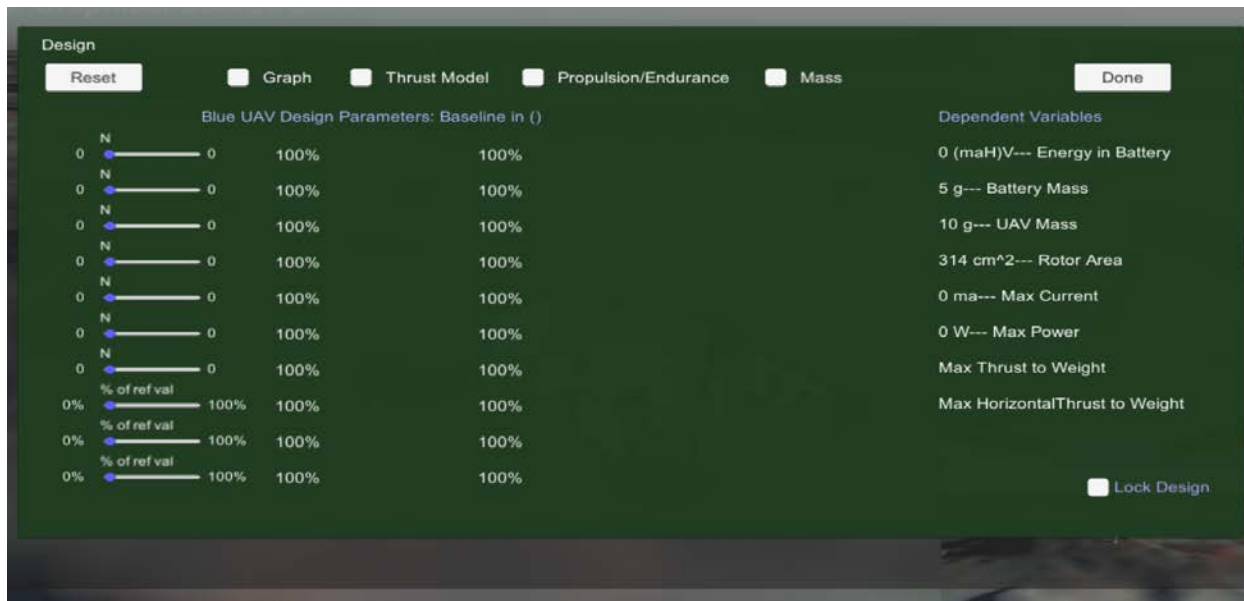 Design
Reset Graph Thrust Model Propulsion/Endurance Mass Done
Blue UAV Design Parameters: Baseline in () Dependent Variables
N
0 0 100% 100% 0 (maH)V--- Energy in Battery
N
0 0 100% 100% 5 g--- Battery Mass
N
0 0 100% 100% 10 g--- UAV Mass
N
0 0 100% 100% 314 cm^2--- Rotor Area
N
0 0 100% 100% 0 ma--- Max Current
N
0 0 100% 100% 0 W--- Max Power
N
0 0 100% 100% Max Thrust to Weight
% of ref val
0% 100% 100% 100% Max HorizontalThrust to Weight
% of ref val
0% 100% 100% 100%
% of ref val
0% 100% 100% 100%
Lock Design